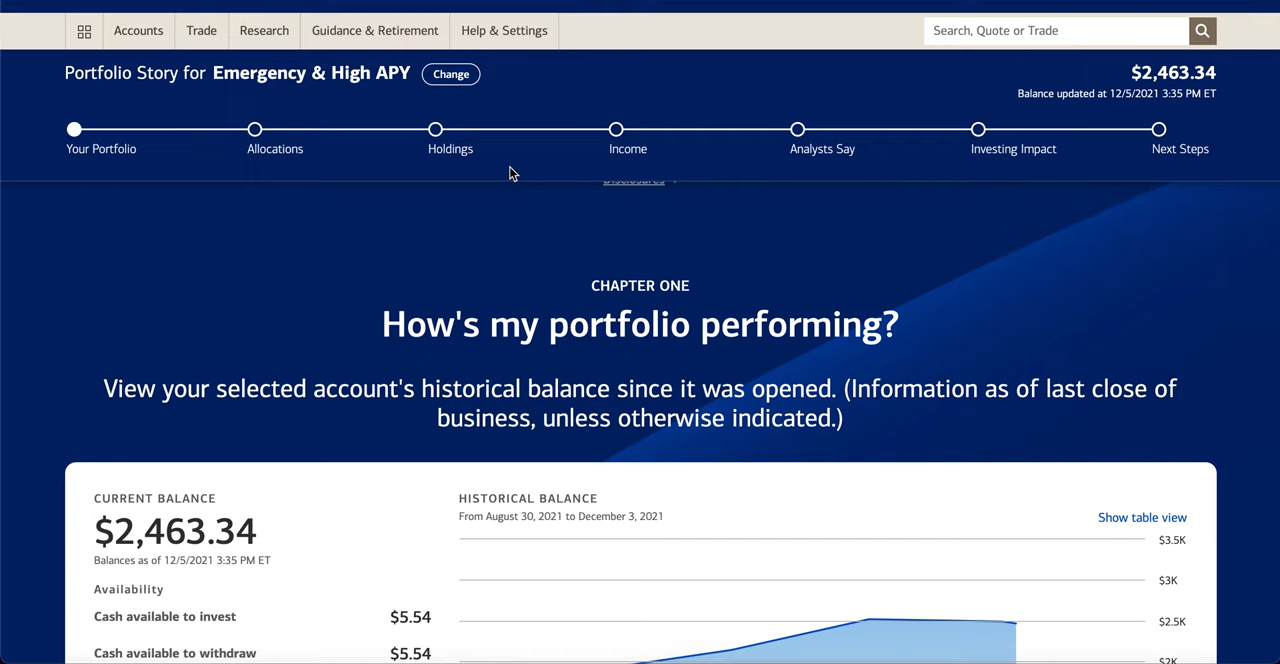 Accounts
Trade
Research
Guidance & Retirement
Help & Settings
Search, Quote or Trade
Portfolio Story for Emergency & High APY
Change
$2,463.34
Balance updated at 12/5/2021 3:35 PM ET
Your Portfolio
Allocations
Holdings
Income
Analysts Say
Investing Impact
Next Steps
Disclosures
CHAPTER ONE
How's my portfolio performing?
View your selected account's historical balance since it was opened. (Information as of last close of
business, unless otherwise indicated.)
CURRENT BALANCE
$2,463.34
Balances as of 12/5/2021 3:35 PM ET
Availability
Cash available to invest $5.54
Cash available to withdraw $5.54
HISTORICAL BALANCE
From August 30, 2021 to December 3, 2021
Show table view
$3.5K
$3K
$2.5K
$2K